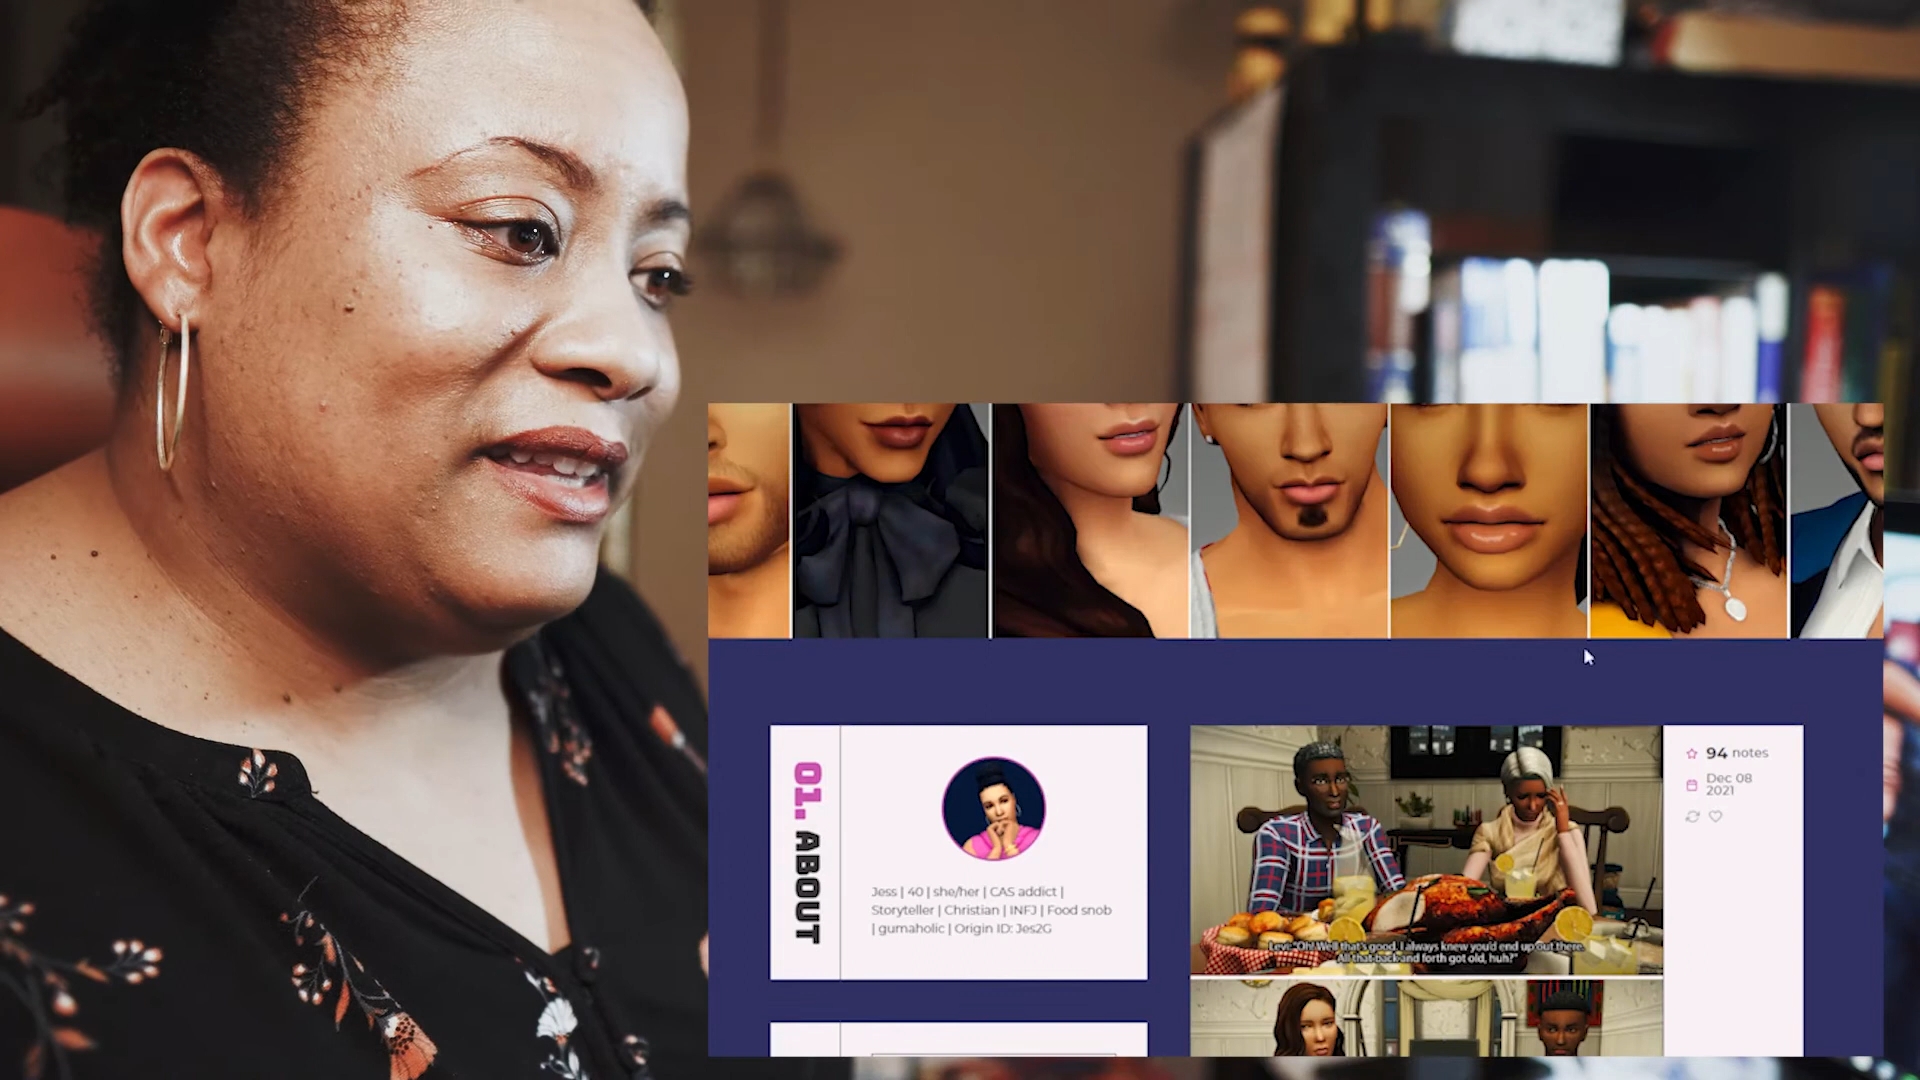 01. ABOUT
Jess | 40 | she/her | CAS addict |
Storyteller | Christian | INFJ | Food snob
| gumaholic | Origin ID: Jes2G
Levi: "Oh! Well that's good. I always knew you'd end up out there.
All that back and forth got old, huh?"
94 notes
Dec 08
2021